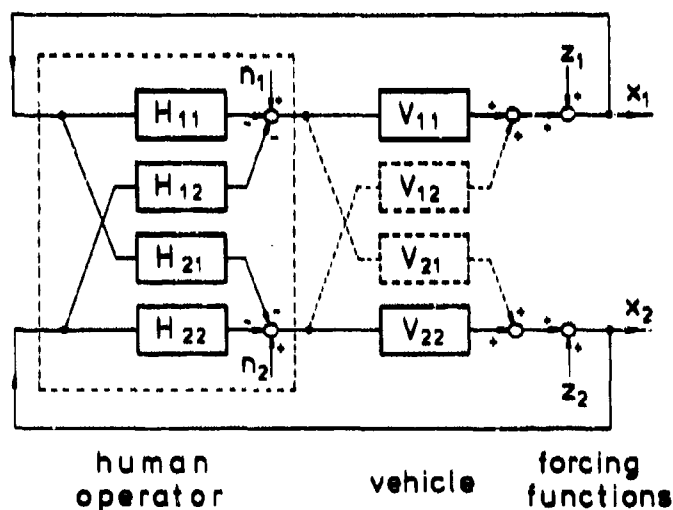 n1
z1
H11
V11
x1
H12
V12
H21
V21
H22
V22
x2
n2
z2
human operator
vehicle
forcing functions